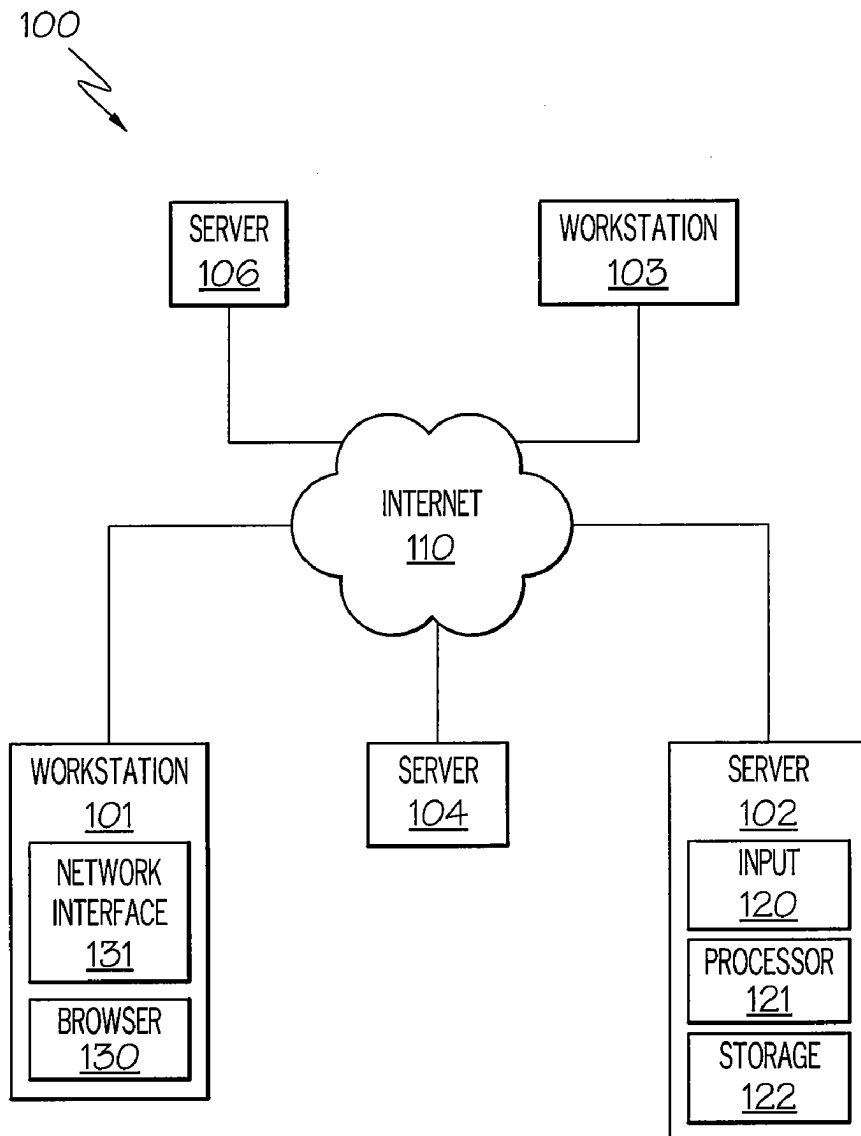 100
SERVER
106
WORKSTATION
103
INTERNET
110
WORKSTATION
101
NETWORK
INTERFACE
131
BROWSER
130
SERVER
104
SERVER
102
INPUT
120
PROCESSOR
121
STORAGE
122